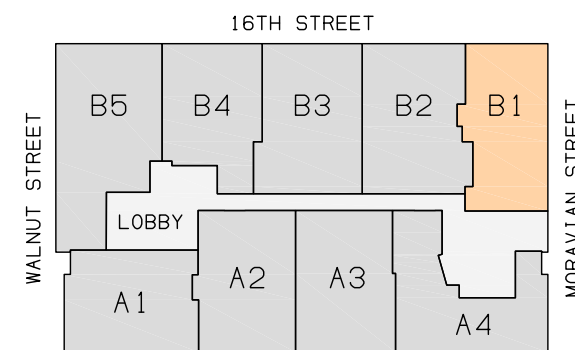 16TH STREET
WALNUT STREET
B5
B4
B3
B2
B1
MORAVIAN STREET
LOBBY
A1
A2
A3
A4